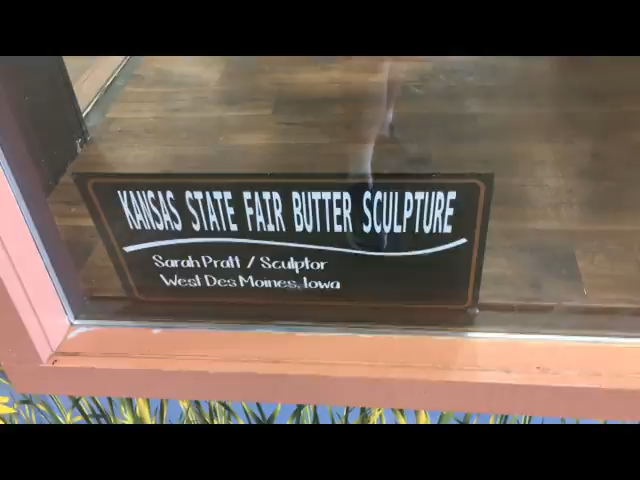 KANSAS STATE FAIR BUTTER SCULPTURE
Sarah Pratt / Sculptor
West Des Moines, Iowa